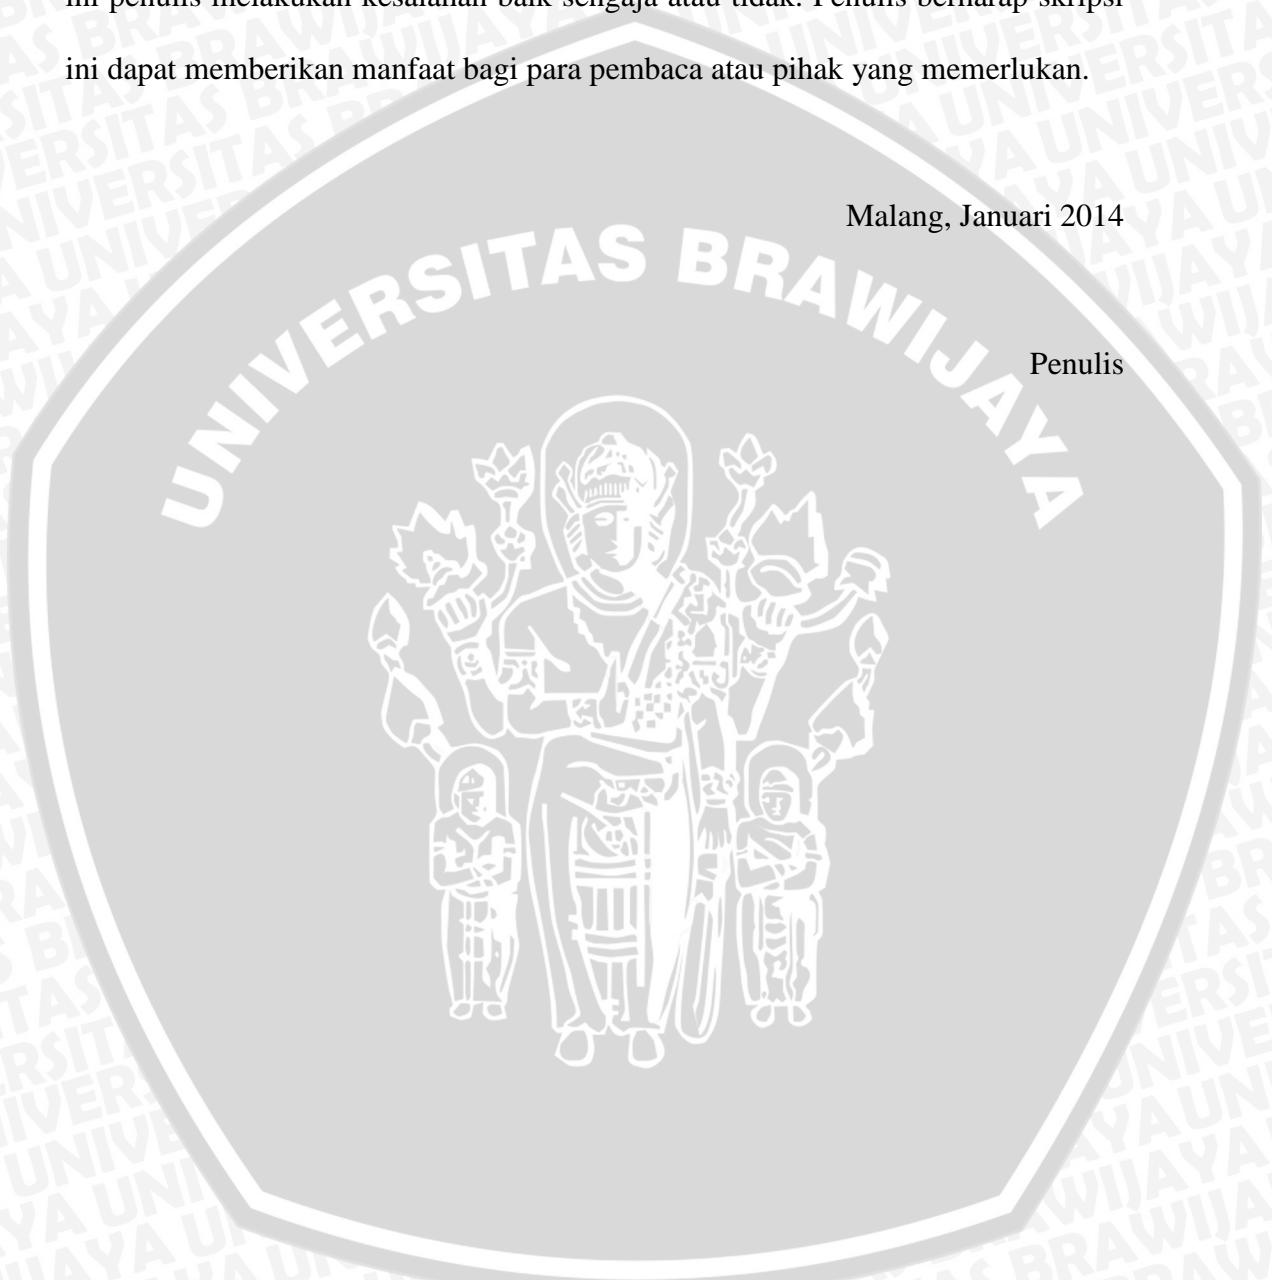 ini penulis melakukan kesalahan baik sengaja atau tidak. Penulis berharap skripsi
ini dapat memberikan manfaat bagi para pembaca atau pihak yang memerlukan.
Malang, Januari 2014
UNIVERSITAS BRAWIJAYA
Penulis